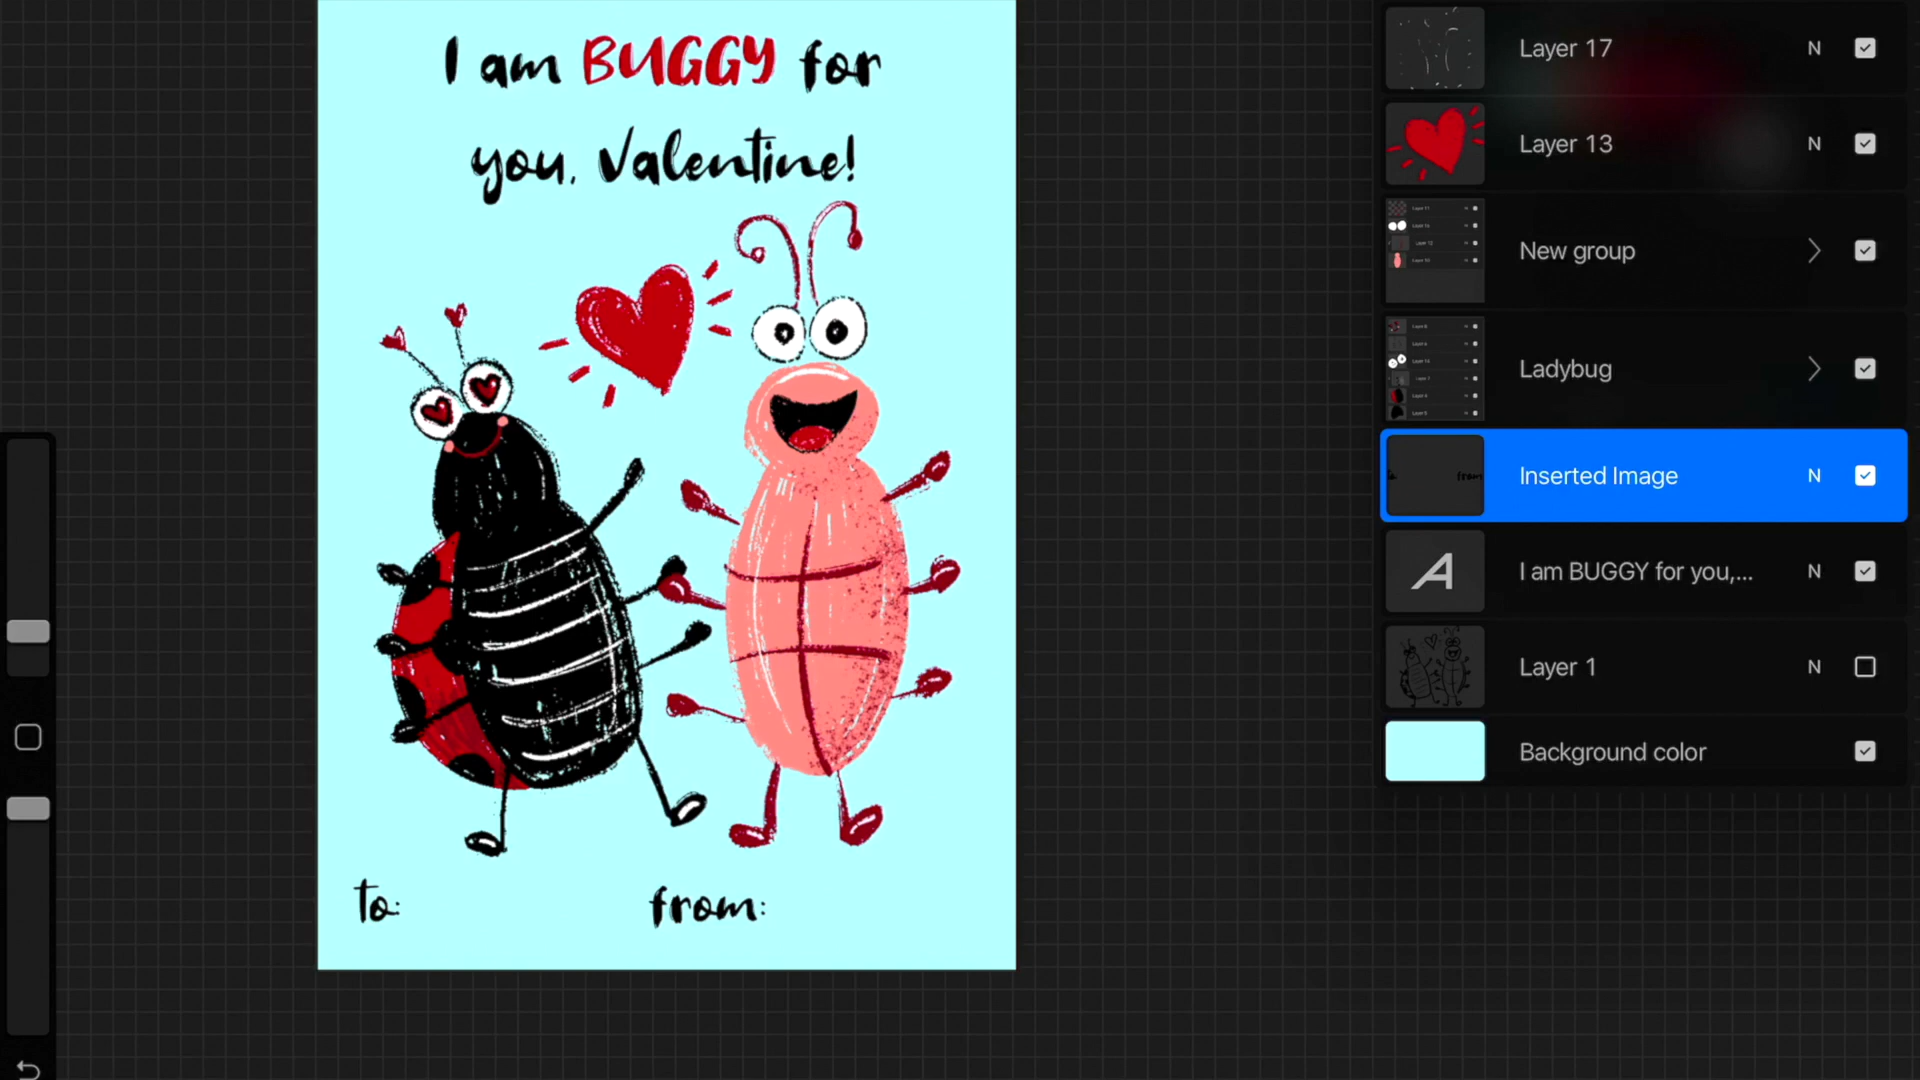 I am BUGGY for
you, Valentine!
to:
from:
Layer 17 N
Layer 13 N
New group
Ladybug
Inserted Image N
I am BUGGY for you,... N
Layer 1 N
Background color